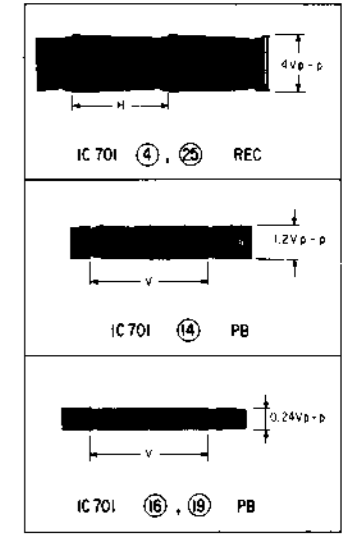 4Vp-p
H
IC 701 ④ , ㉕ REC
1.2Vp-p
V
IC 701 ⑭ PB
0.24Vp-p
V
IC 701 ⑯ , ⑲ PB